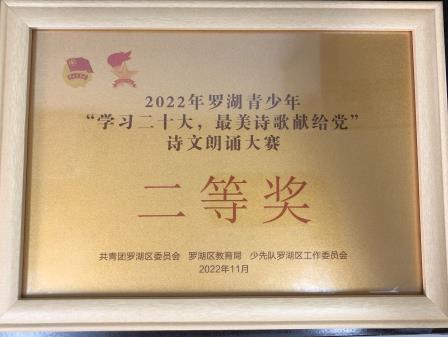 2022年罗湖青少年
“学习二十大，最美诗歌献给党”
诗文朗诵大赛
二等奖
共青团罗湖区委员会 罗湖区教育局 少先队罗湖区工作委员会
2022年11月